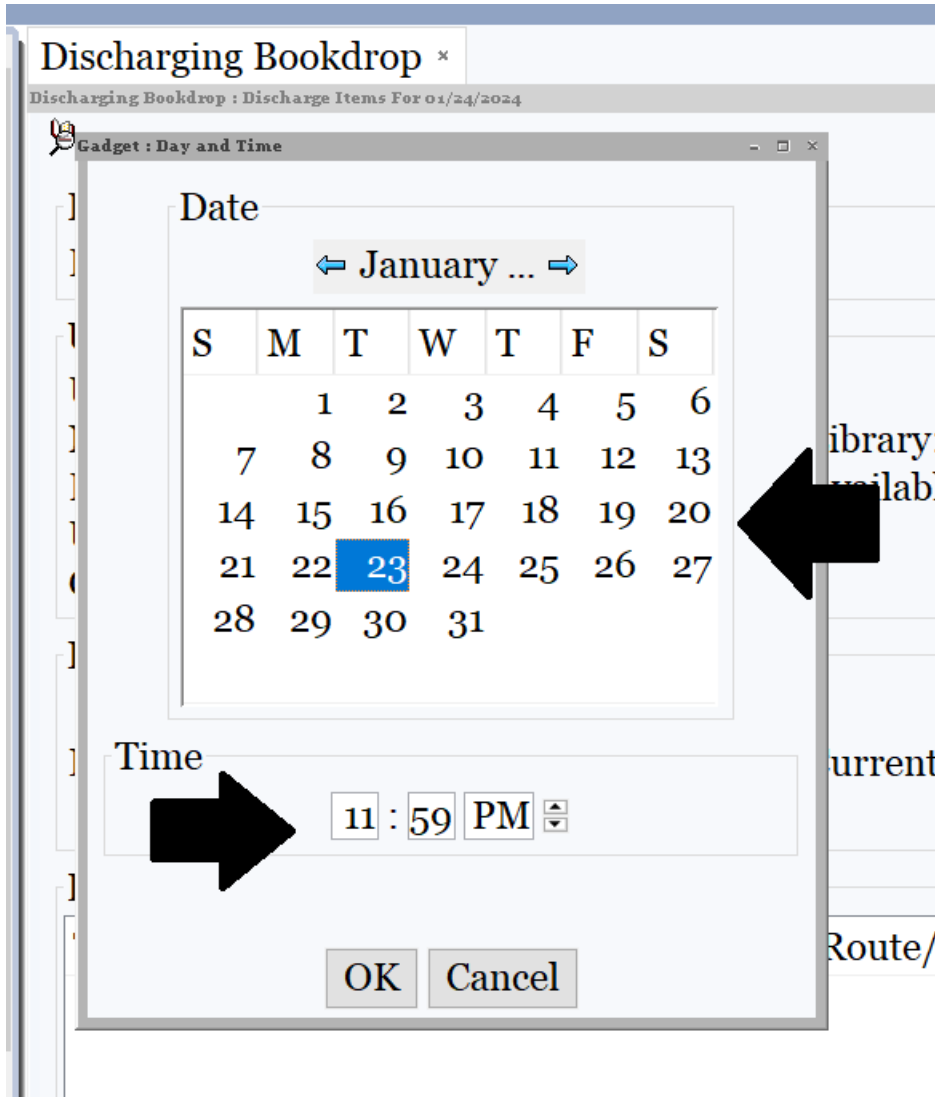 Discharging Bookdrop ×
Discharging Bookdrop : Discharge Items For 01/24/2024
Gadget : Day and Time
Date
January ...
S M T W T F S
1 2 3 4 5 6
7 8 9 10 11 12 13
14 15 16 17 18 19 20
21 22 23 24 25 26 27
28 29 30 31
Time
11 : 59 PM
OK Cancel
Route/